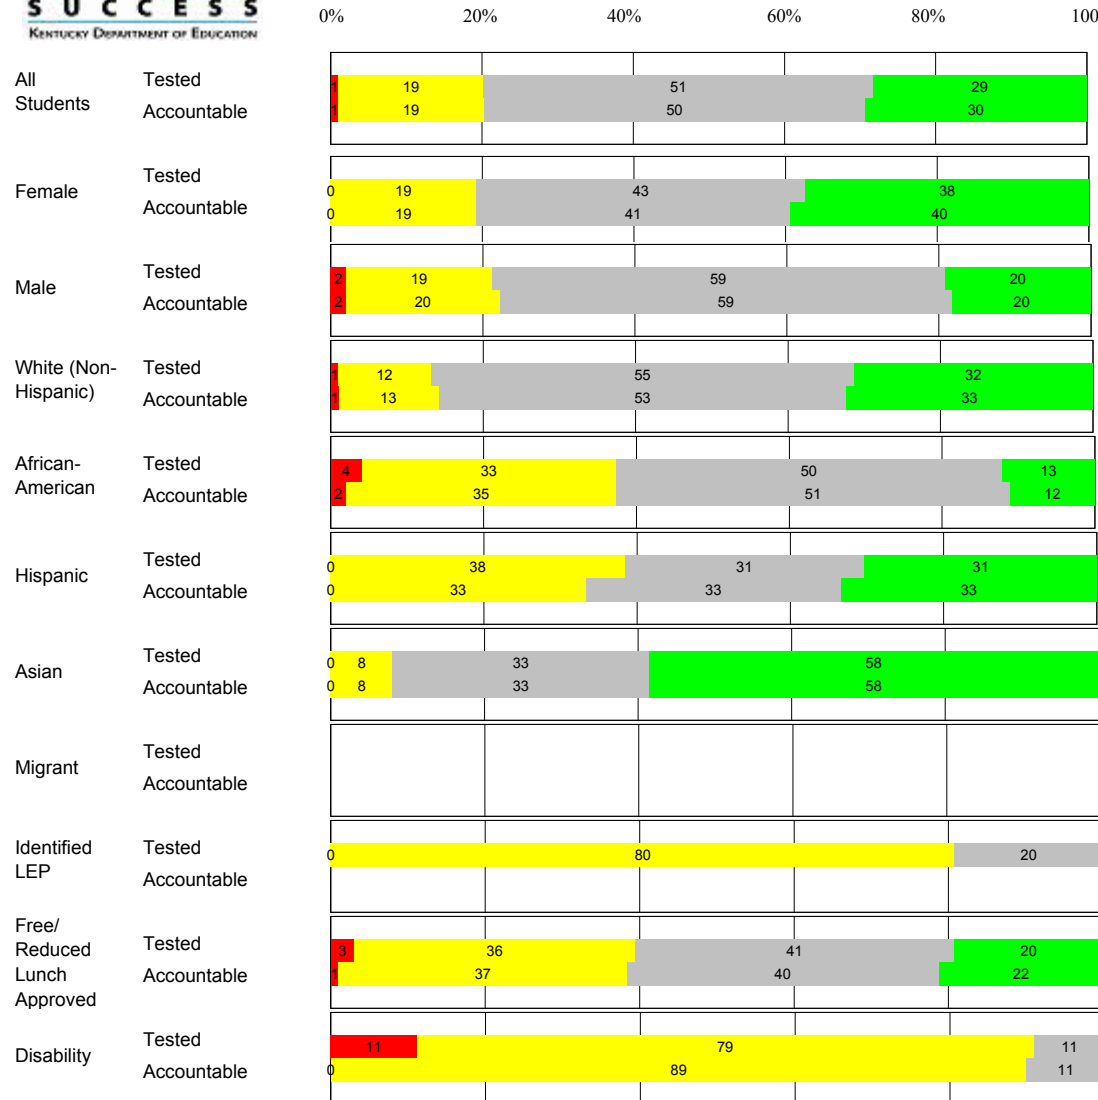 SUCCESS
KENTUCKY DEPARTMENT OF EDUCATION
0% 20% 40% 60% 80% 100
All Students
Tested 1 19 51 29
Accountable 1 19 50 30
Female
Tested 0 19 43 38
Accountable 0 19 41 40
Male
Tested 2 19 59 20
Accountable 2 20 59 20
White (Non-
Hispanic)
Tested 1 12 55 32
Accountable 1 13 53 33
African-
American
Tested 4 33 50 13
Accountable 2 35 51 12
Hispanic
Tested 0 38 31 31
Accountable 0 33 33 33
Asian
Tested 0 8 33 58
Accountable 0 8 33 58
Migrant
Tested
Accountable
Identified
LEP
Tested 0 80 20
Accountable
Free/
Reduced
Lunch
Approved
Tested 3 36 41 20
Accountable 1 37 40 22
Disability
Tested 11 79 11
Accountable 0 89 11